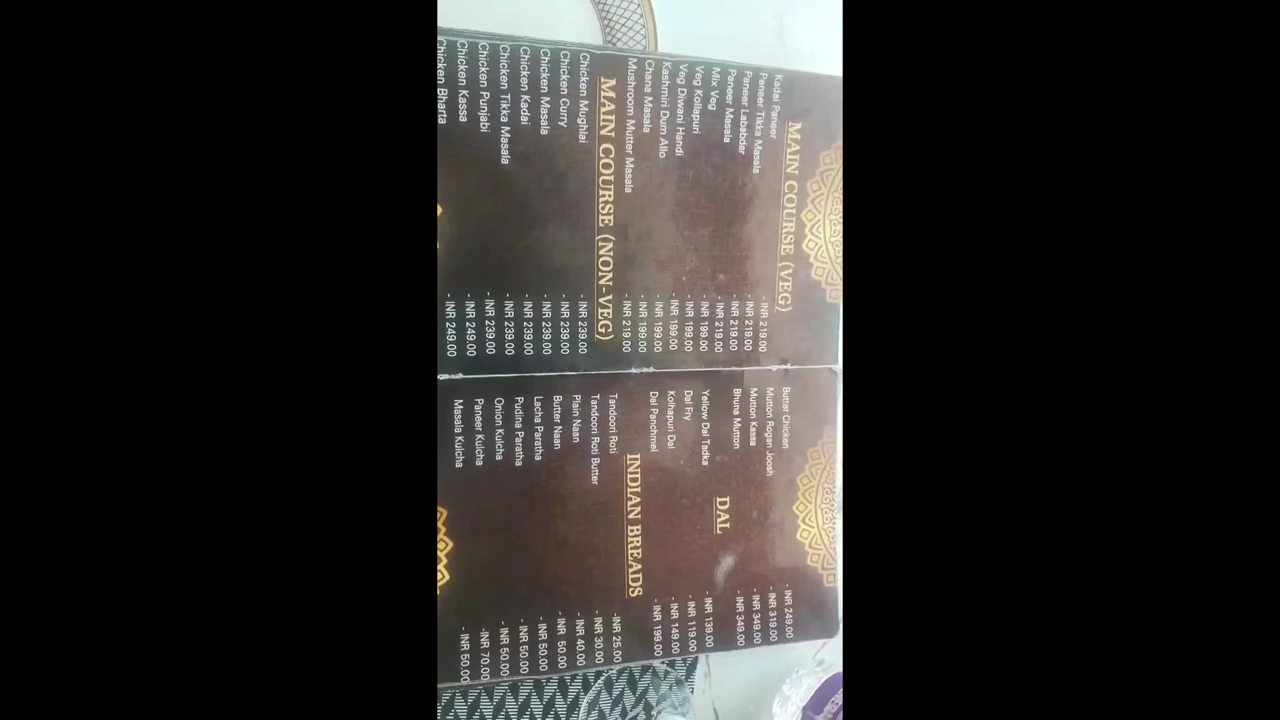 MAIN COURSE (VEG)
Kadai Paneer - INR 219.00
Paneer Tikka Masala - INR 219.00
Paneer Lababdar - INR 219.00
Paneer Masala - INR 219.00
Mix Veg - INR 199.00
Veg Kollapuri - INR 199.00
Veg Diwani Handi - INR 199.00
Kashmiri Dum Allo - INR 199.00
Chana Masala - INR 199.00
Mushroom Mutter Masala - INR 219.00
MAIN COURSE (NON-VEG)
Chicken Mughlai - INR 239.00
Chicken Curry - INR 239.00
Chicken Masala - INR 239.00
Chicken Kadai - INR 239.00
Chicken Tikka Masala - INR 239.00
Chicken Punjabi - INR 239.00
Chicken Kassa - INR 249.00
Chicken Bharta - INR 249.00
Butter Chicken - INR 249.00
Mutton Rogan Joosh - INR 319.00
Mutton Kassa - INR 349.00
Bhuna Mutton - INR 349.00
DAL
Yellow Dal Tadka - INR 139.00
Dal Fry - INR 119.00
Kolhapuri Dal - INR 149.00
Dal Panchmel - INR 199.00
INDIAN BREADS
Tandoori Roti -INR 25.00
Tandoori Roti Butter - INR 30.00
Plain Naan - INR 40.00
Butter Naan - INR 50.00
Lacha Paratha - INR 50.00
Pudina Paratha - INR 50.00
Onion Kulcha - INR 50.00
Paneer Kulcha -INR 70.00
Masala Kulcha - INR 50.00